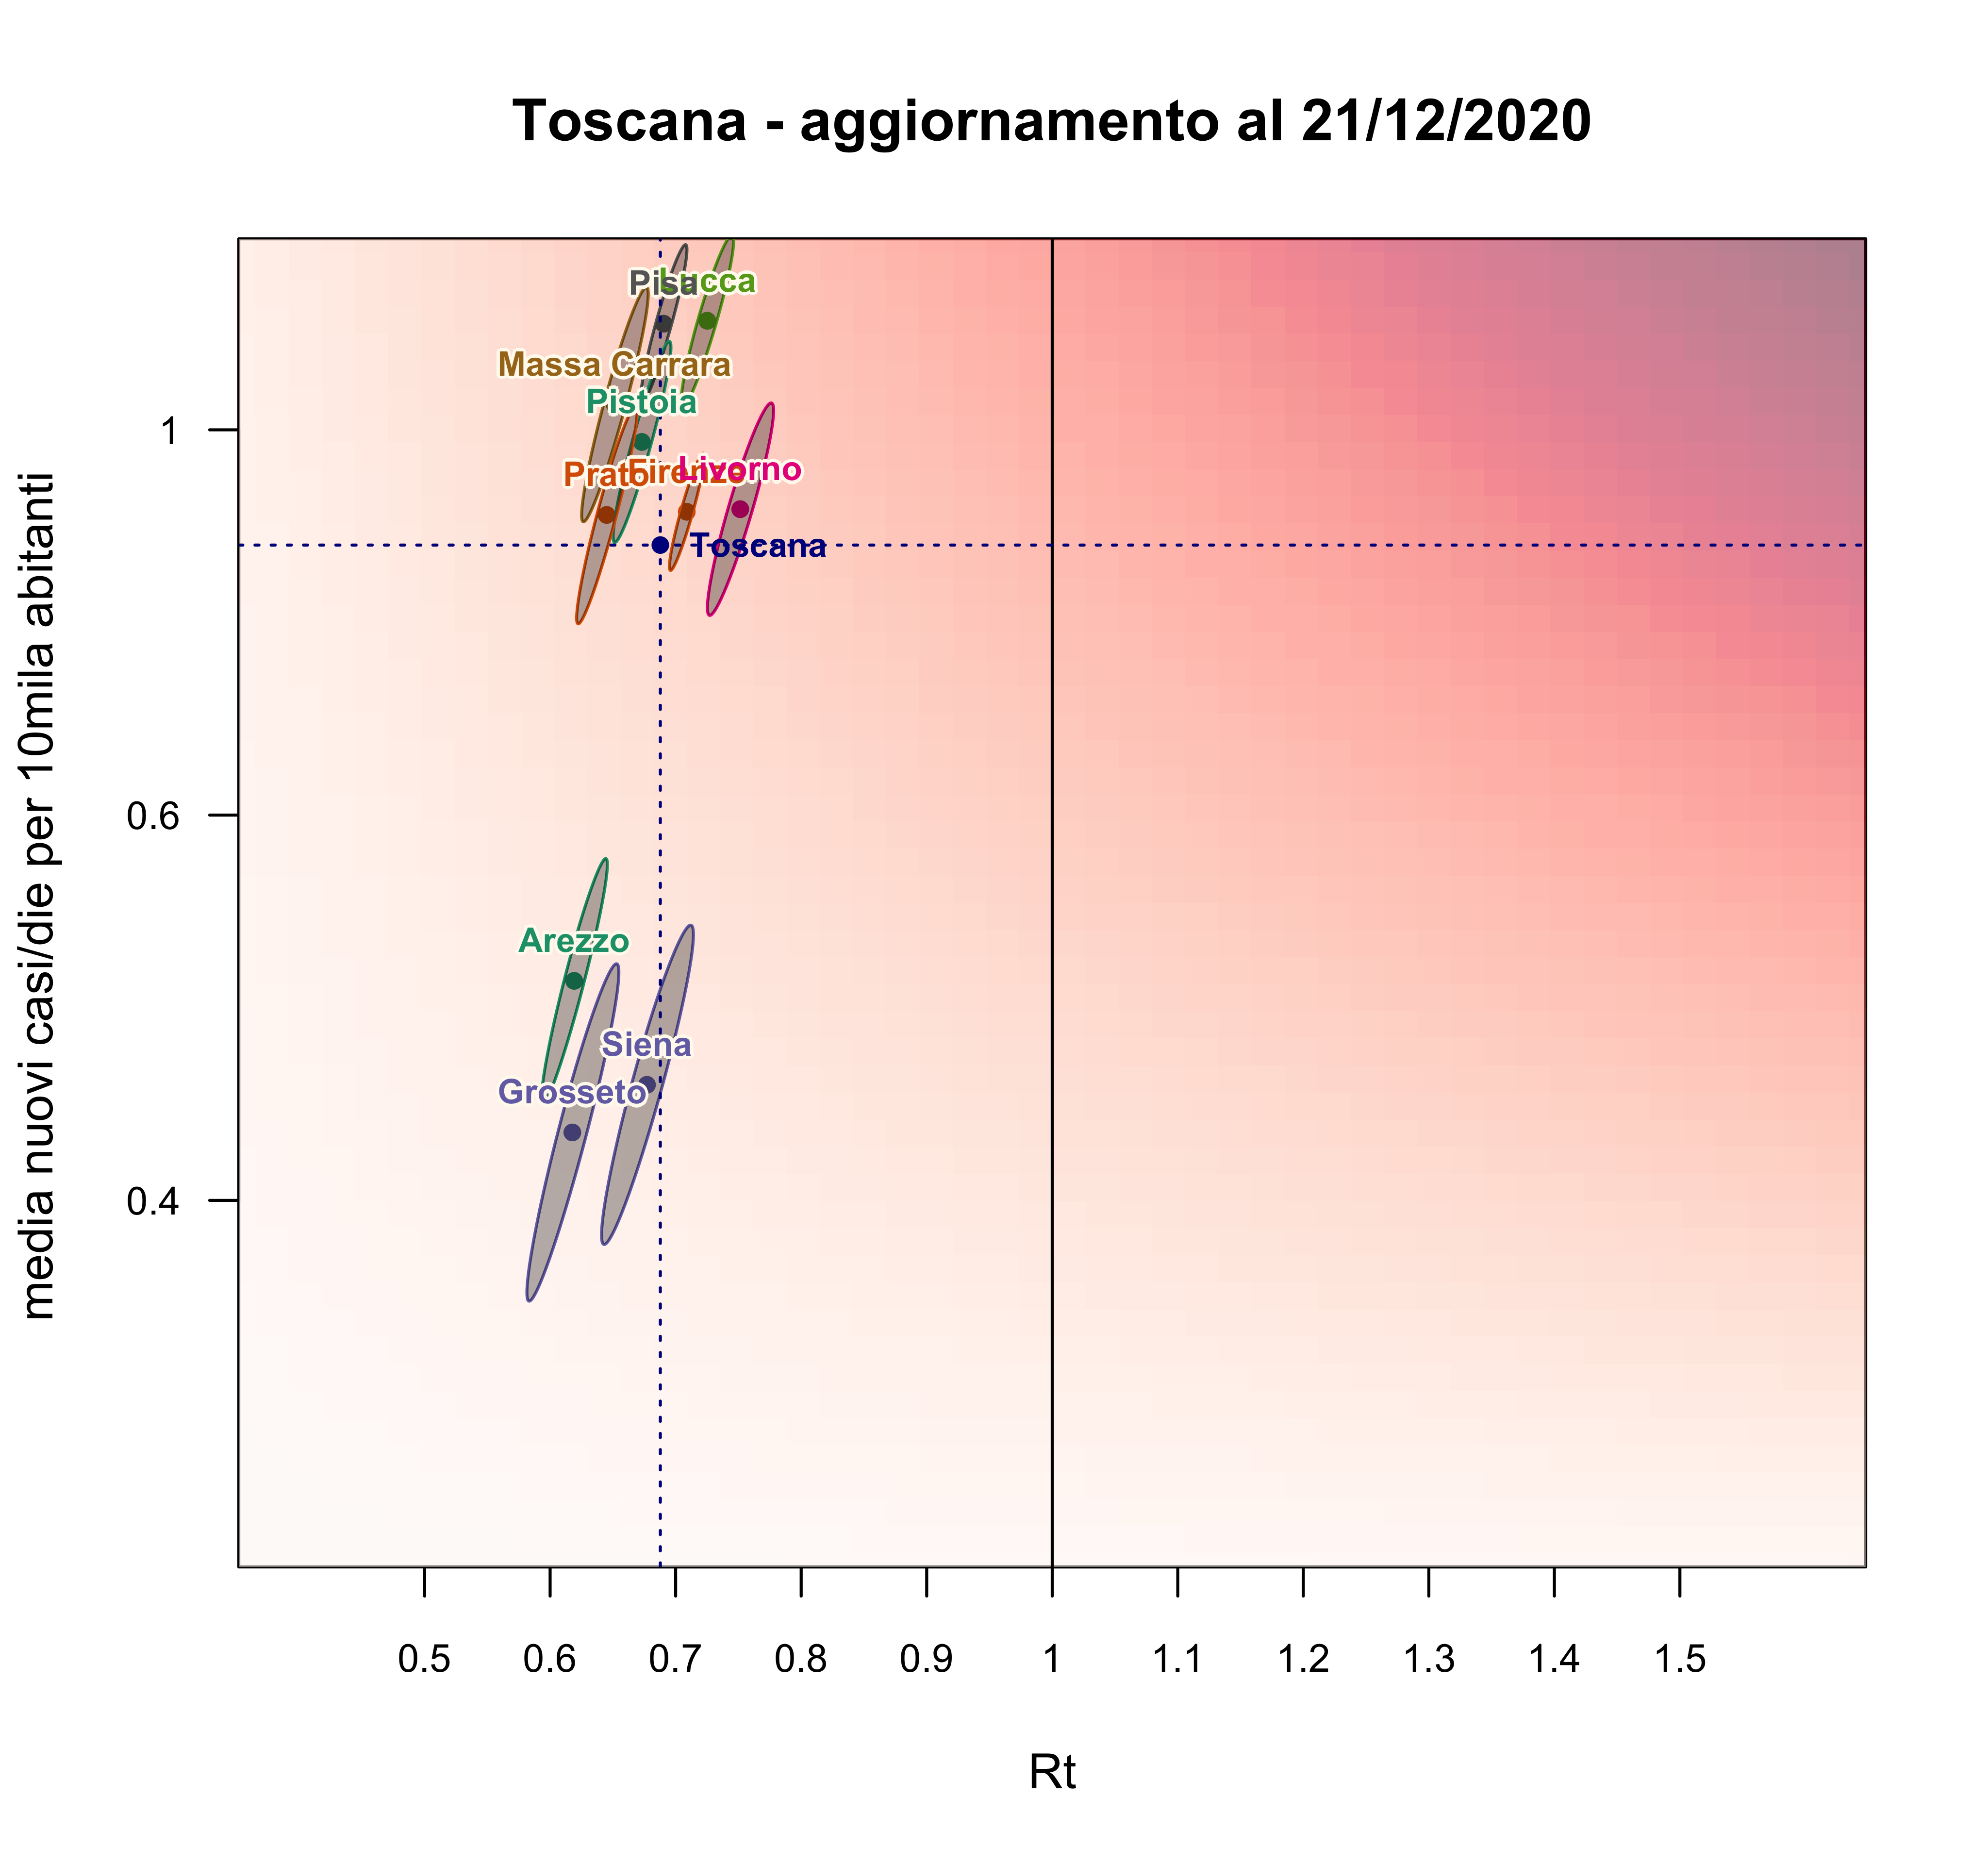 Toscana - aggiornamento al 21/12/2020
media nuovi casi/die per 10mila abitanti
1
0.6
0.4
Pisa
Lucca
Massa Carrara
Pistoia
Prato
Firenze
Livorno
Toscana
Arezzo
Siena
Grosseto
0.5 0.6 0.7 0.8 0.9 1 1.1 1.2 1.3 1.4 1.5
Rt